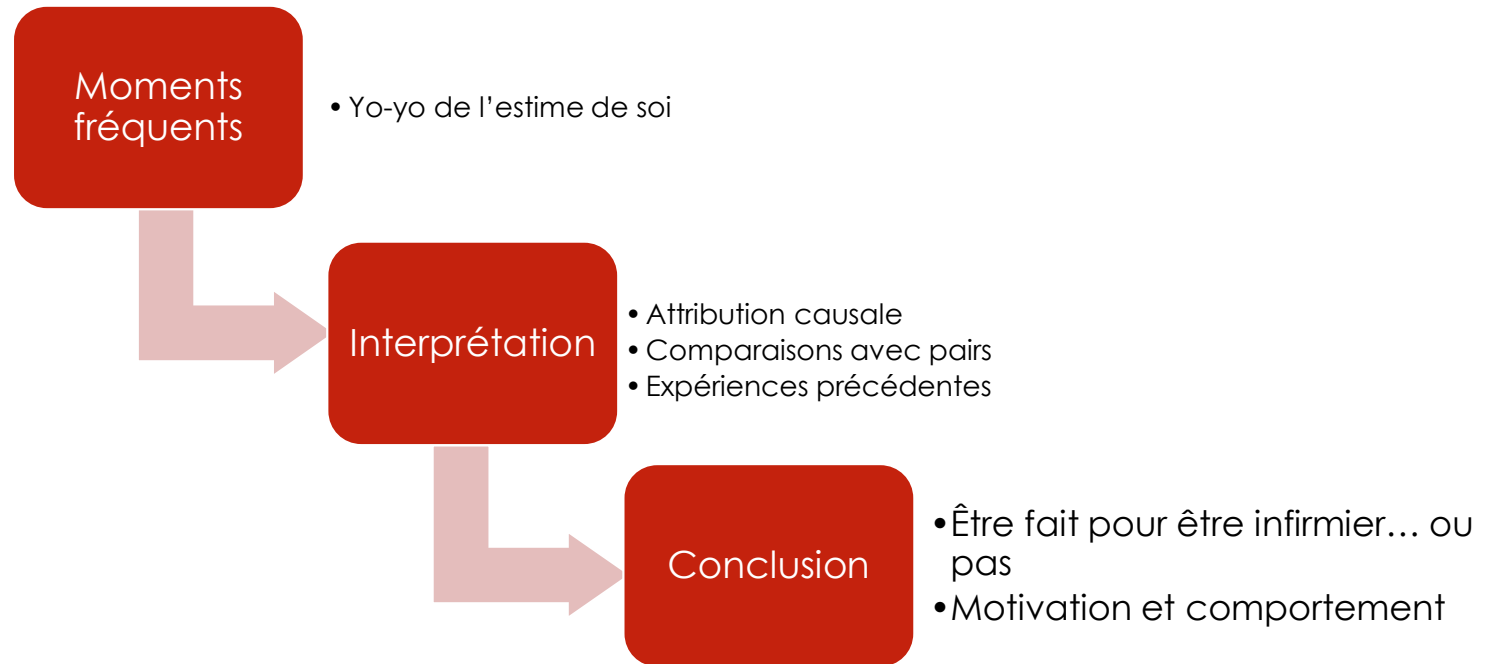 Moments
fréquents
• Yo-yo de l’estime de soi
Interprétation
• Attribution causale
• Comparaisons avec pairs
• Expériences précédentes
Conclusion
•Être fait pour être infirmier… ou
pas
•Motivation et comportement